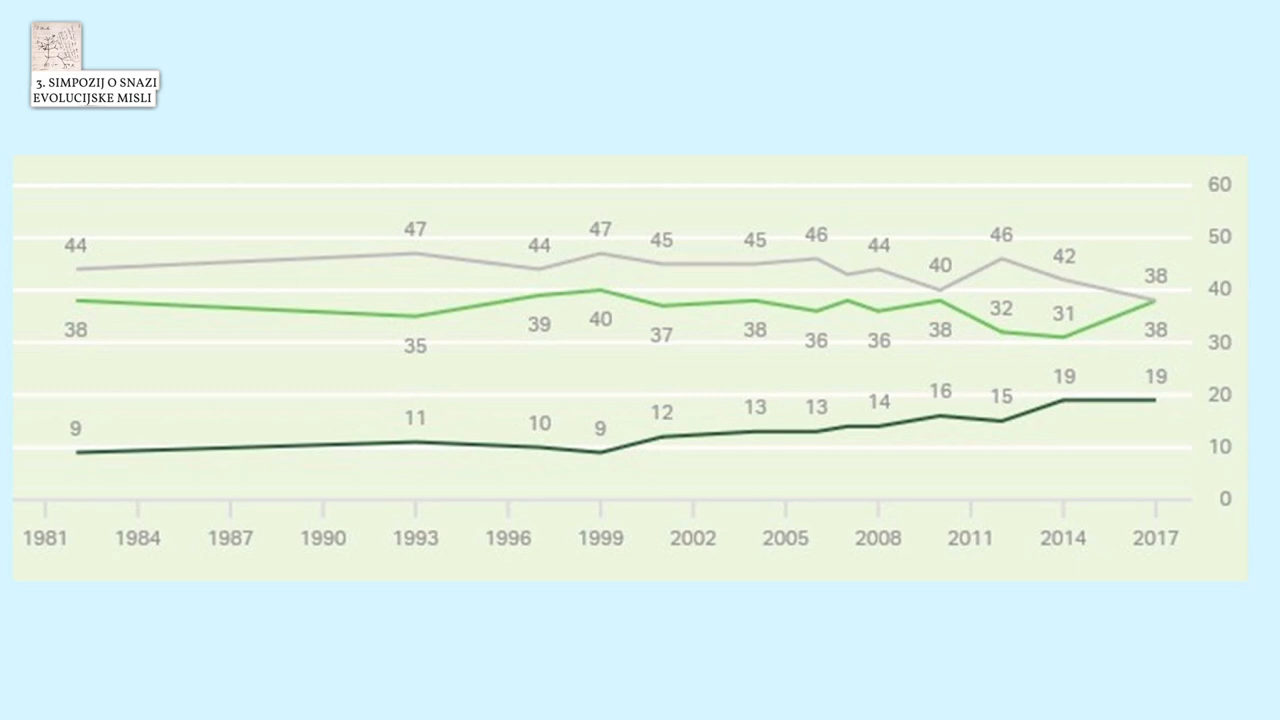 3. SIMPOZIJ O SNAZI
EVOLUCIJSKE MISLI
60
47 47
44 44 45 45 46 44 46 50
40 42 38
40
38 35 39 40 37 38 36 36 38 32 31 38
30
19 19
9 11 10 9 12 13 13 14 16 15 20
10
0
1981 1984 1987 1990 1993 1996 1999 2002 2005 2008 2011 2014 2017